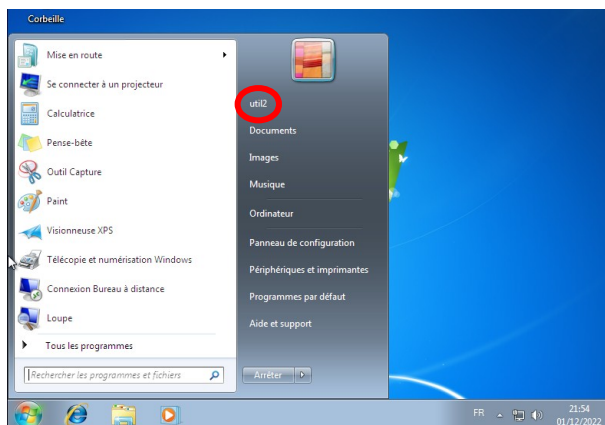 Corbeille
Mise en route
Se connecter à un projecteur
Calculatrice
Pense-bête
Outil Capture
Paint
Visionneuse XPS
Télécopie et numérisation Windows
Connexion Bureau à distance
Loupe
Tous les programmes
Rechercher les programmes et fichiers
util2
Documents
Images
Musique
Ordinateur
Panneau de configuration
Périphériques et imprimantes
Programmes par défaut
Aide et support
Arrêter
FR
21:54
01/12/2022